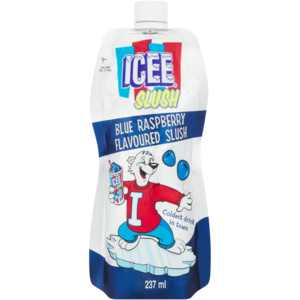 ICEE
SLUSH
BLUE RASPBERRY
FLAVOURED SLUSH
I
Coldest drink
in town
237 ml